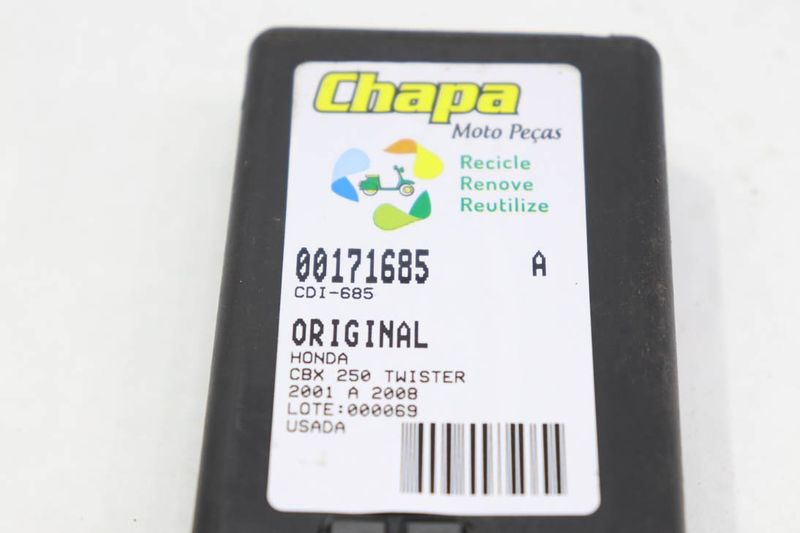 Chapa
Moto Peças
Recicle
Renove
Reutilize
00171685 A
CDI-685
ORIGINAL
HONDA
CBX 250 TWISTER
2001 A 2008
LOTE:000069
USADA